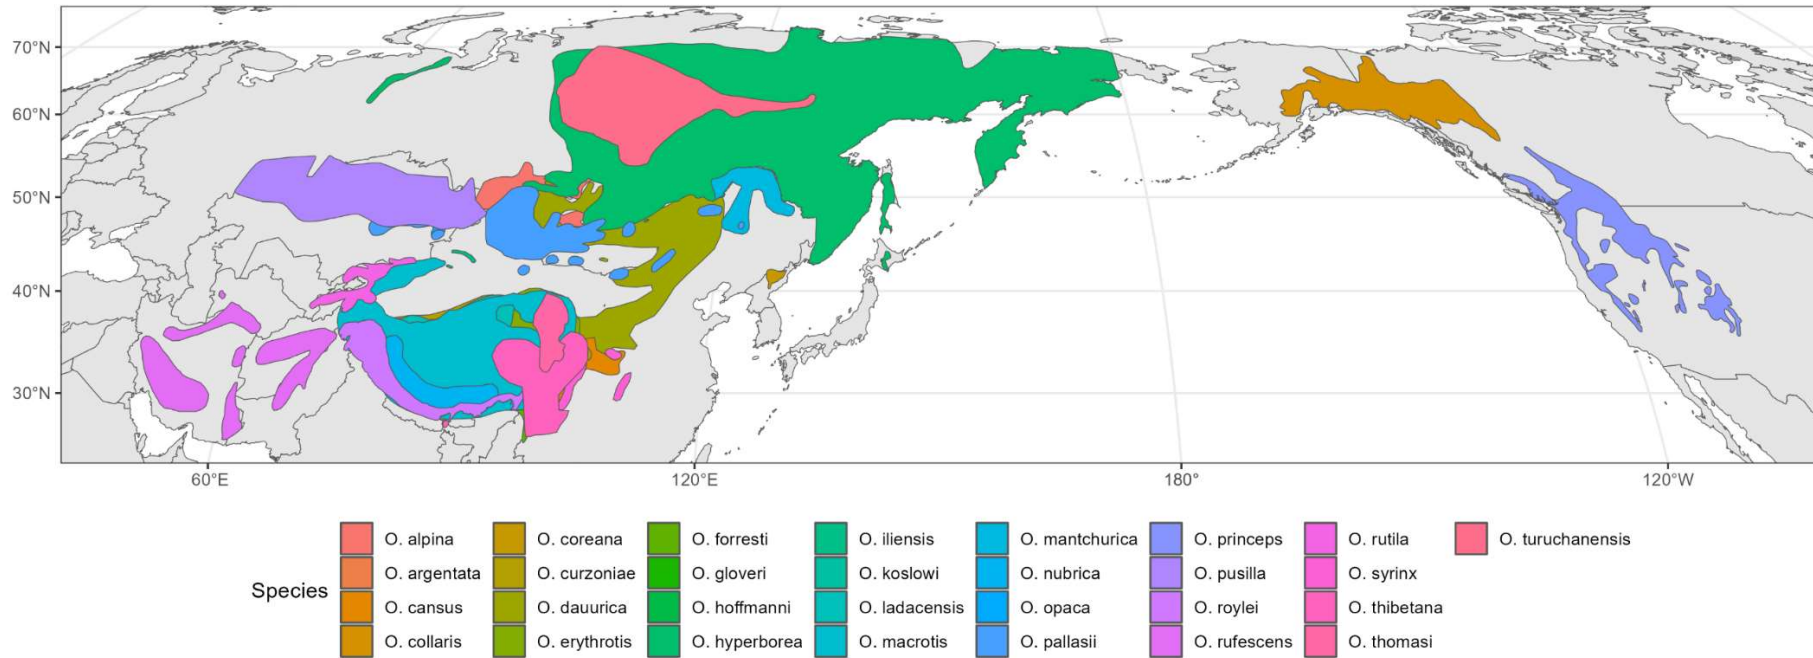 70°N
60°N
50°N
40°N
30°N
60°E 120°E 180° 120°W
O. alpina O. coreana O. forresti O. iliensis O. mantchurica O. princeps O. rutila O. turuchanensis
O. argentata O. curzoniae O. gloveri O. koslowi O. nubrica O. pusilla O. syrinx
Species
O. cansus O. dauurica O. hoffmanni O. ladacensis O. opaca O. roylei O. thibetana
O. collaris O. erythrotis O. hyperborea O. macrotis O. pallasii O. rufescens O. thomasi